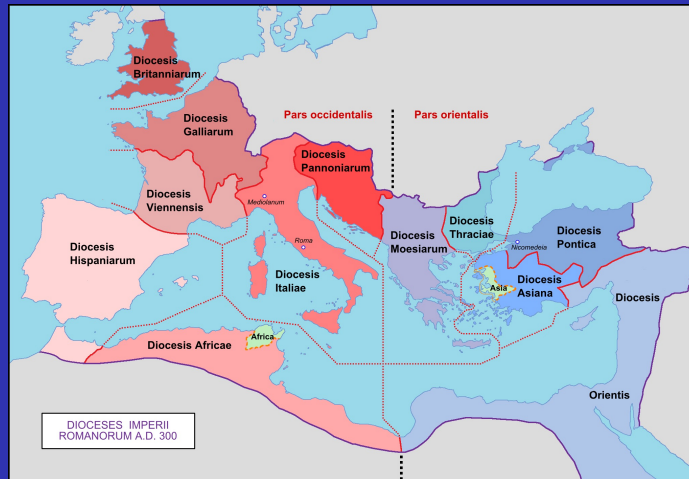 Diocesis
Britanniarum
Pars occidentalis
Pars orientalis
Diocesis
Galliarum
Diocesis
Pannoniarum
Diocesis
Viennensis
Mediolanum
Diocesis
Thraciae
Diocesis
Pontica
Diocesis
Moesiarum
Nicomedeia
Roma
Diocesis
Hispaniarum
Diocesis
Italiae
Asia
Diocesis
Asiana
Diocesis
Orientis
Africa
Diocesis Africae
DIOCESES IMPERII
ROMANORUM A.D. 300